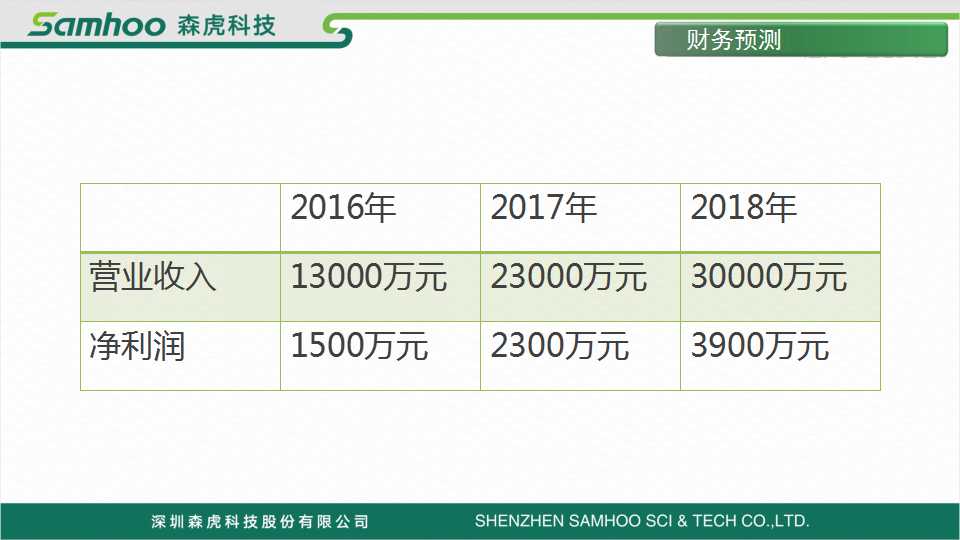 Samhoo 森虎科技
财务预测
2016年 2017年 2018年
营业收入 13000万元 23000万元 30000万元
净利润 1500万元 2300万元 3900万元
深圳森虎科技股份有限公司 SHENZHEN SAMHOO SCI & TECH CO.,LTD.